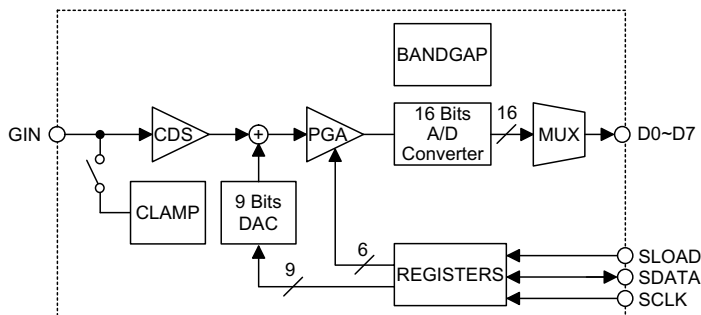 BANDGAP
GIN
CDS
+
PGA
16 Bits
A/D
Converter
16
MUX
D0~D7
CLAMP
9 Bits
DAC
6
9
REGISTERS
SLOAD
SDATA
SCLK